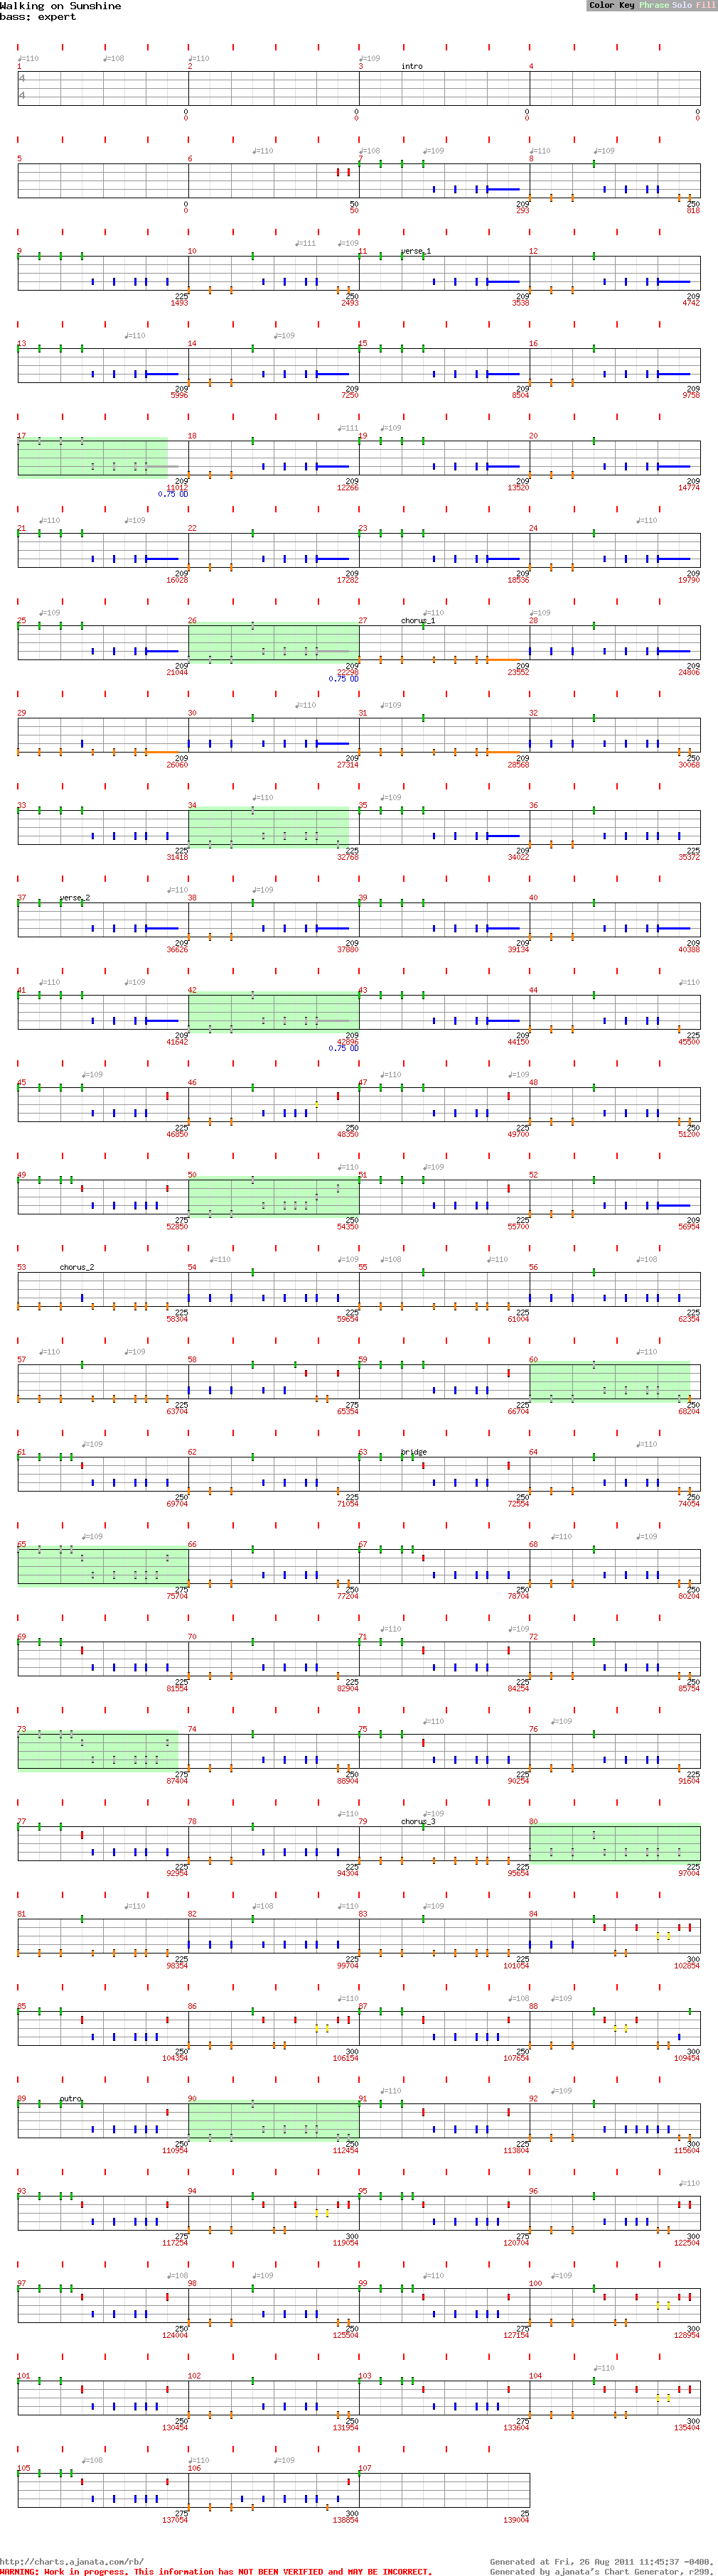 Walking on Sunshine
Color Key Phrase Solo Fill
bass: expert
♩=110 ♩=108 ♩=110 ♩=109
1 2 3 intro 4
4
4
0 0 0 0
0 0 0 0
♩=110 ♩=108 ♩=109 ♩=110 ♩=109
5 6 7 8
0 50 209 250
0 50 293 818
♩=111 ♩=109
9 10 11 verse_1 12
225 250 209 209
1493 2493 3538 4742
♩=110 ♩=109
13 14 15 16
209 209 209 209
5996 7250 8504 9758
♩=111 ♩=109
17 18 19 20
209 209 209 209
11012 12266 13520 14774
0.75 OD
♩=110 ♩=109 ♩=110
21 22 23 24
209 209 209 209
16028 17282 18536 19790
♩=109 ♩=110 ♩=109
25 26 27 chorus_1 28
209 209 209 209
21044 22298 23552 24806
0.75 OD
♩=110 ♩=109
29 30 31 32
209 209 209 250
26060 27314 28568 30068
♩=110 ♩=109
33 34 35 36
225 225 209 225
31418 32768 34022 35372
♩=110 ♩=109
37 verse_2 38 39 40
209 209 209 209
36626 37880 39134 40388
♩=110 ♩=109 ♩=110
41 42 43 44
209 209 209 225
41642 42896 44150 45500
0.75 OD
♩=109 ♩=110 ♩=109
45 46 47 48
225 250 225 250
46850 48350 49700 51200
♩=110 ♩=109
49 50 51 52
275 250 225 209
52850 54350 55700 56954
♩=110 ♩=109 ♩=108 ♩=110 ♩=108
53 chorus_2 54 55 56
225 225 225 225
58304 59654 61004 62354
♩=110 ♩=109 ♩=110
57 58 59 60
225 275 225 250
63704 65354 66704 68204
♩=109 ♩=110
61 62 63 bridge 64
250 225 250 250
69704 71054 72554 74054
♩=109 ♩=110 ♩=109
65 66 67 68
275 250 250 250
75704 77204 78704 80204
♩=110 ♩=109
69 70 71 72
225 225 225 250
81554 82904 84254 85754
♩=110 ♩=109
73 74 75 76
275 250 225 225
87404 88904 90254 91604
♩=110 ♩=109
77 78 79 chorus_3 80
225 225 225 225
92954 94304 95654 97004
♩=110 ♩=108 ♩=110 ♩=109
81 82 83 84
225 225 225 300
98354 99704 101054 102854
♩=110 ♩=108 ♩=109
85 86 87 88
250 300 250 300
104354 106154 107654 109454
♩=110 ♩=109
89 outro 90 91 92
250 250 225 300
110954 112454 113804 115604
♩=110
93 94 95 96
275 300 275 300
117254 119054 120704 122504
♩=108 ♩=109 ♩=110 ♩=109
97 98 99 100
250 250 275 300
124004 125504 127154 128954
♩=110
101 102 103 104
250 250 275 300
130454 131954 133604 135404
♩=108 ♩=110 ♩=109
105 106 107
275 300 25
137054 138854 139004
http://charts.ajanata.com/rb/
Generated at Fri, 26 Aug 2011 11:45:37 -0400.
WARNING: Work in progress. This information has NOT BEEN VERIFIED and MAY BE INCORRECT.
Generated by ajanata's Chart Generator, r299.